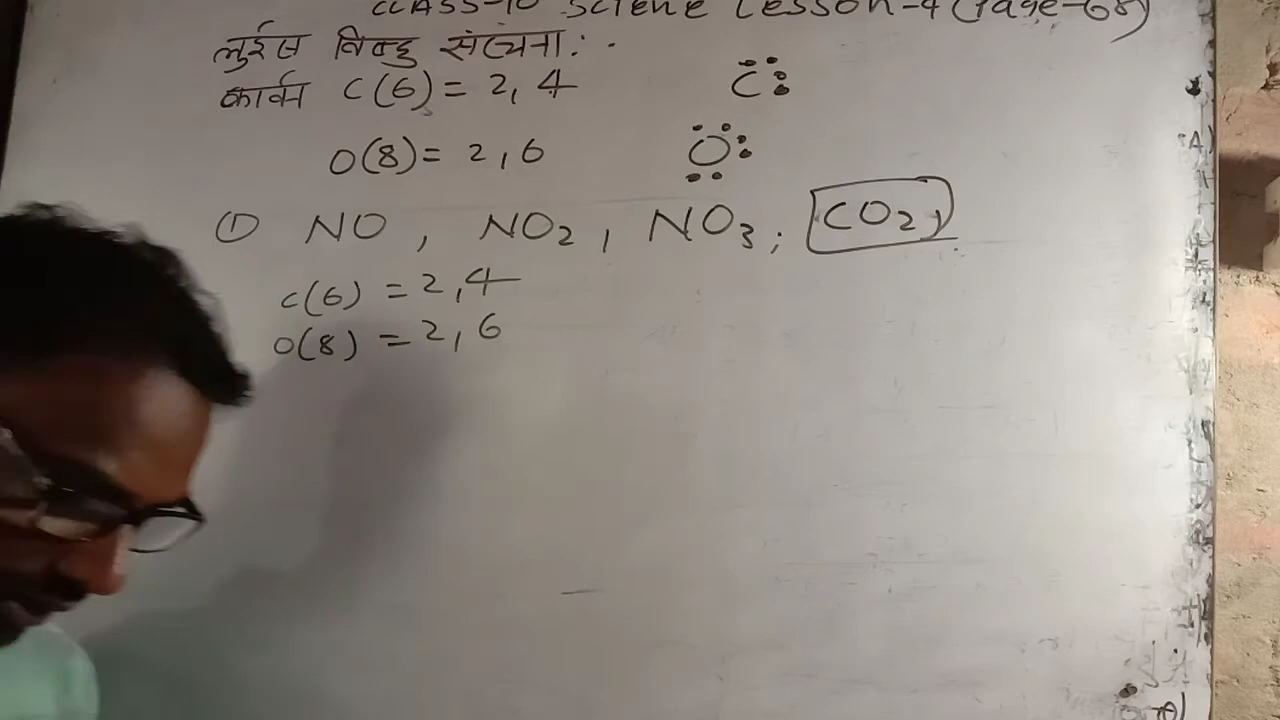 CLASS-10 Sciene Lesson-4 (Page-68)
लुईस बिन्दु संरचना:-
कार्बन C(6) = 2, 4 C
O(8) = 2, 6 O
① NO, NO2, NO3; CO2,
C(6) = 2, 4
O(8) = 2, 6